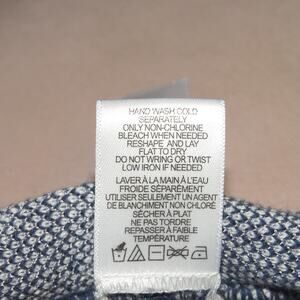 HAND WASH COLD
SEPARATELY
ONLY NON-CHLORINE
BLEACH WHEN NEEDED
RESHAPE, AND LAY
FLAT TO DRY
DO NOT WRING OR TWIST
LOW IRON IF NEEDED
LAVER À LA MAIN À L'EAU
FROIDE SÉPARÉMENT
UTILISER SEULEMENT UN AGENT
DE BLANCHIMENT NON CHLORÉ
SÉCHER À PLAT
NE PAS TORDRE
REPASSER À FAIBLE
TEMPÉRATURE